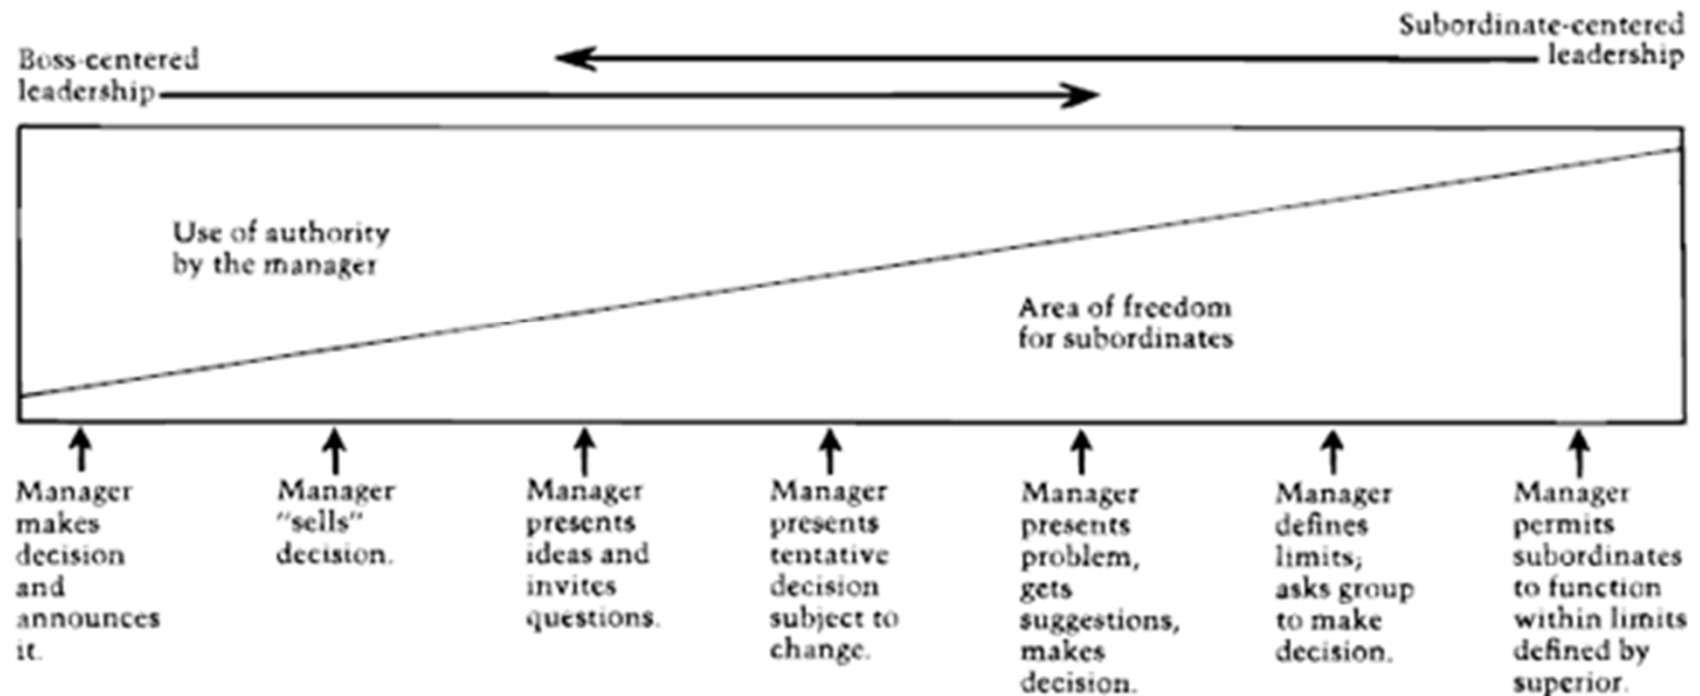 Boss-centered
leadership
Subordinate-centered
leadership
Use of authority
by the manager
Area of freedom
for subordinates
Manager
makes
decision
and
announces
it.
Manager
"sells"
decision.
Manager
presents
ideas and
invites
questions.
Manager
presents
tentative
decision
subject to
change.
Manager
presents
problem,
gets
suggestions,
makes
decision.
Manager
defines
limits;
asks group
to make
decision.
Manager
permits
subordinates
to function
within limits
defined by
superior.